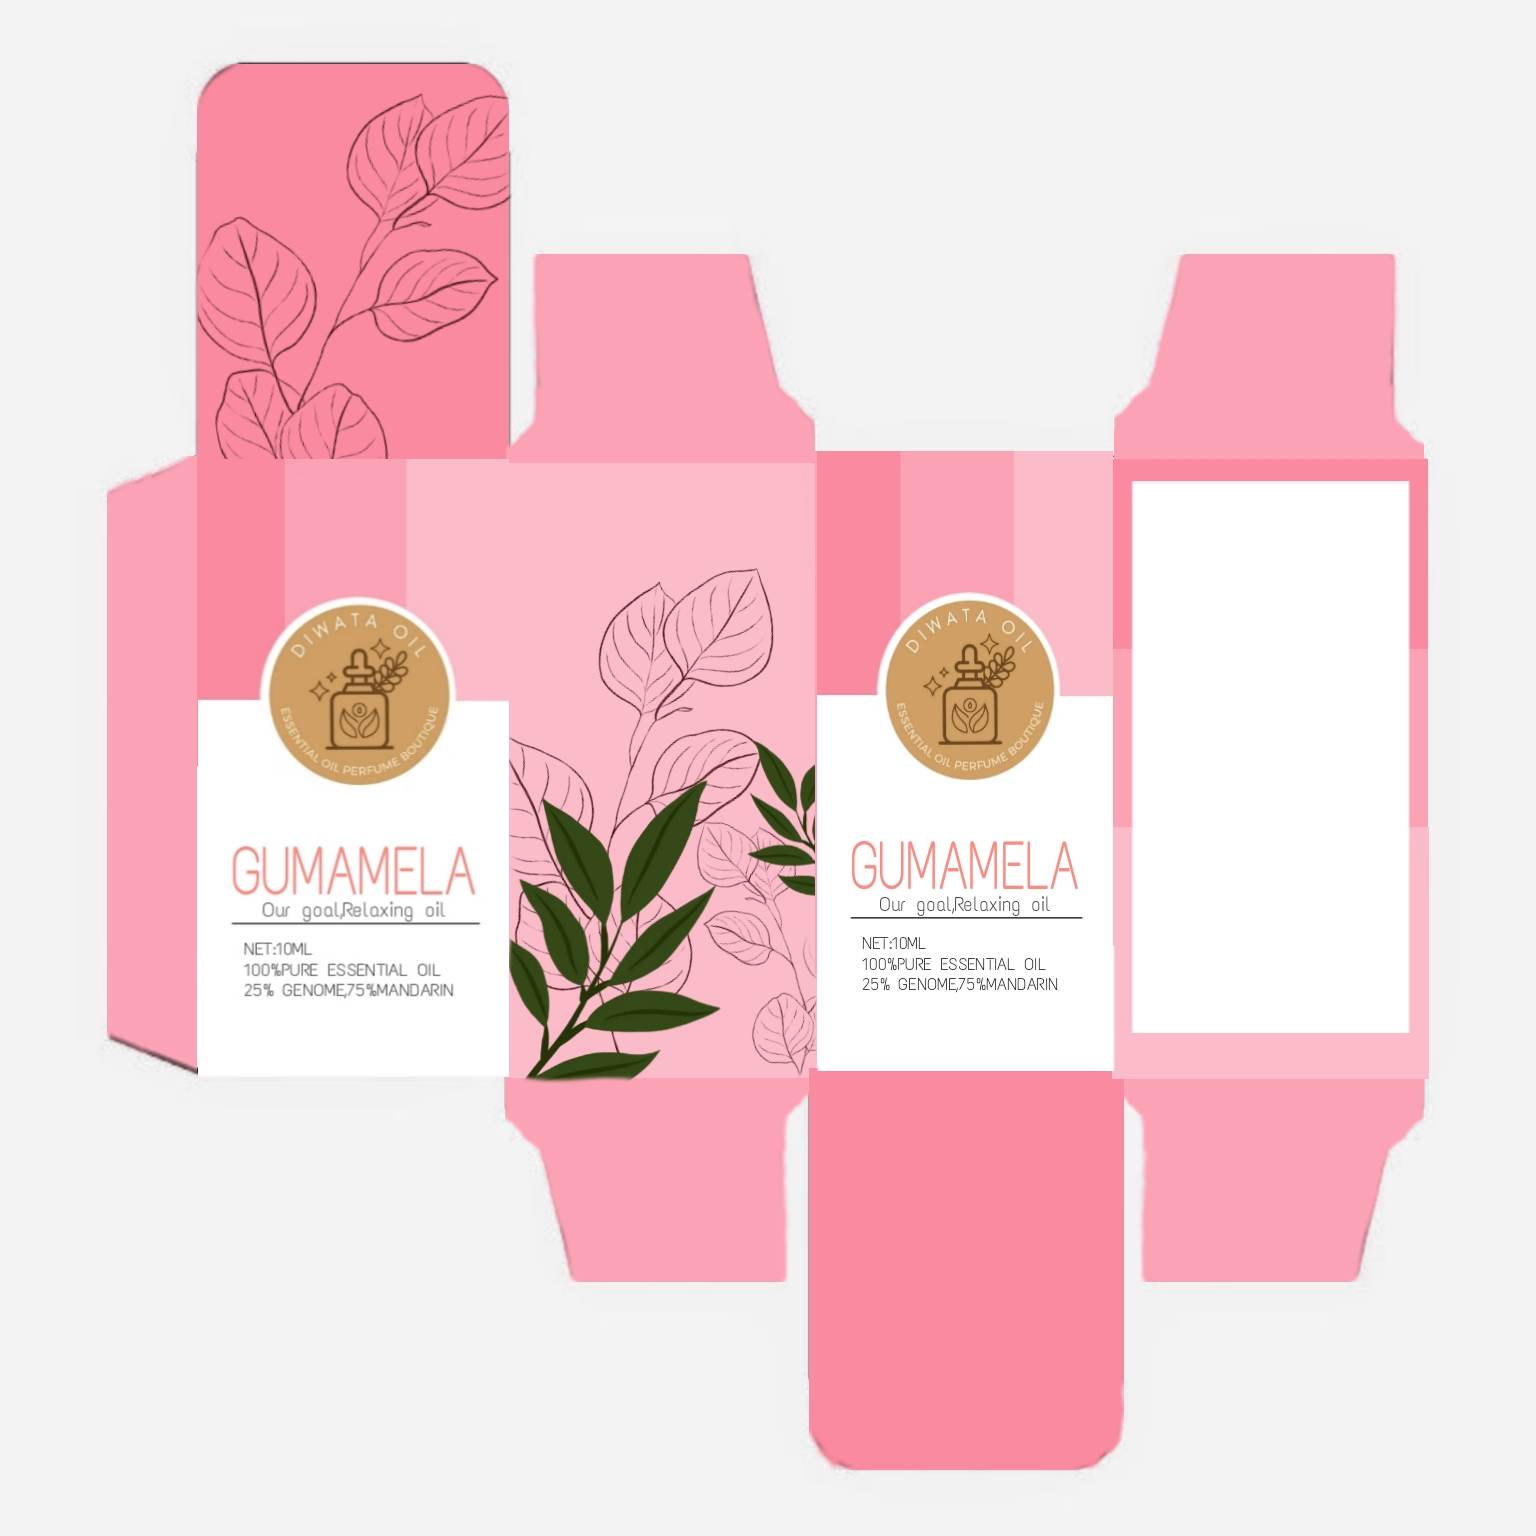 DIWATA OIL
ESSENTIAL OIL PERFUME BOUTIQUE
GUMAMELA
Our goal,Relaxing oil
NET:10ML
100%PURE ESSENTIAL OIL
25% GENOME,75%MANDARIN
DIWATA OIL
ESSENTIAL OIL PERFUME BOUTIQUE
GUMAMELA
Our goal,Relaxing oil
NET:10ML
100%PURE ESSENTIAL OIL
25% GENOME,75%MANDARIN